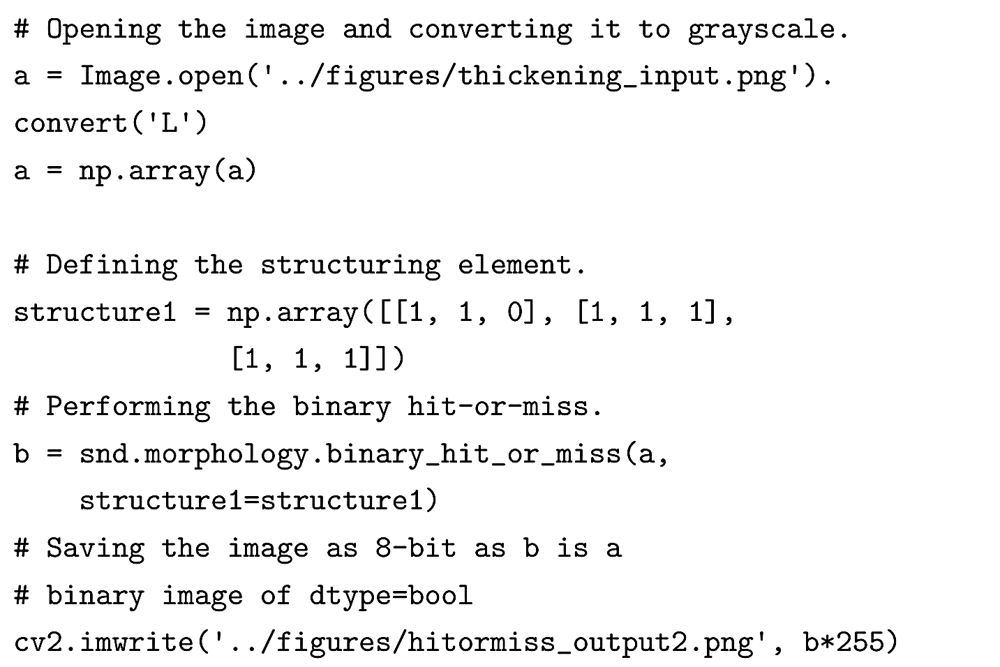 # Opening the image and converting it to grayscale.
a = Image.open('../figures/thickening_input.png').
convert('L')
a = np.array(a)

# Defining the structuring element.
structure1 = np.array([[1, 1, 0], [1, 1, 1],
             [1, 1, 1]])
# Performing the binary hit-or-miss.
b = snd.morphology.binary_hit_or_miss(a,
    structure1=structure1)
# Saving the image as 8-bit as b is a
# binary image of dtype=bool
cv2.imwrite('../figures/hitormiss_output2.png', b*255)